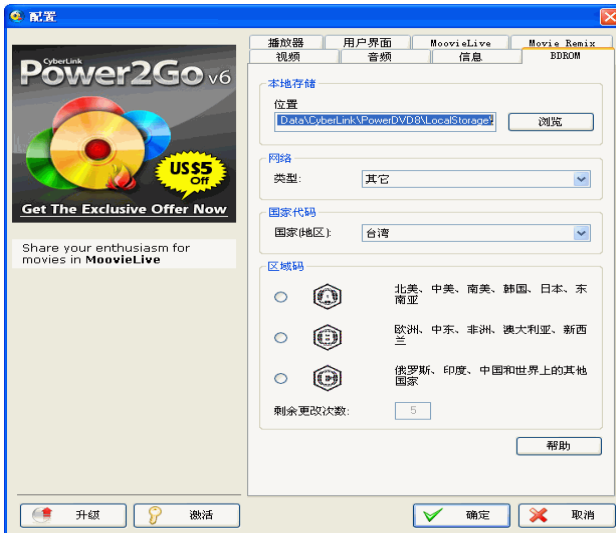 配置
CyberLink
Power2Go v6
US$5
Off
Get The Exclusive Offer Now
Share your enthusiasm for
movies in MoovieLive
播放器
用户界面
MoovieLive
Movie Remix
视频
音频
信息
BDROM
本地存储
位置
Data\CyberLink\PowerDVD8\LocalStorage\
浏览
网络
类型:
其它
国家代码
国家(地区):
台湾
区域码
A
北美、中美、南美、韩国、日本、东
南亚
B
欧洲、中东、非洲、澳大利亚、新西
兰
C
俄罗斯、印度、中国和世界上的其他
国家
剩余更改次数:
5
帮助
升级
激活
确定
取消